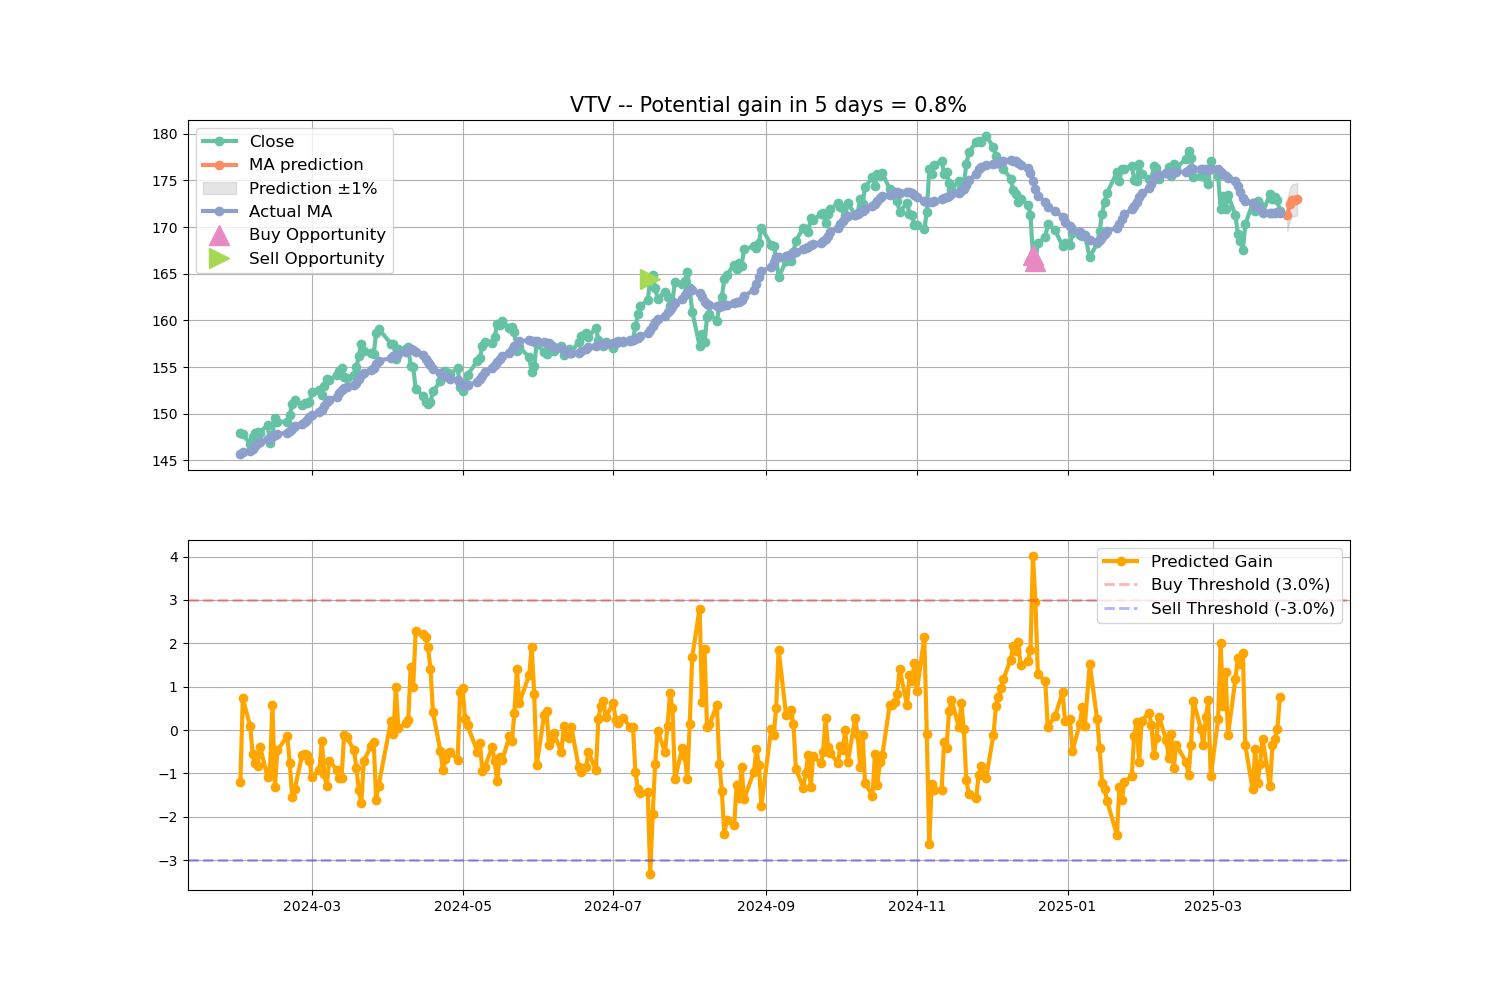 VTV -- Potential gain in 5 days = 0.8%
180
175
170
165
160
155
150
145
Close
MA prediction
Prediction ±1%
Actual MA
Buy Opportunity
Sell Opportunity
4
3
2
1
0
−1
−2
−3
Predicted Gain
Buy Threshold (3.0%)
Sell Threshold (-3.0%)
2024-03
2024-05
2024-07
2024-09
2024-11
2025-01
2025-03